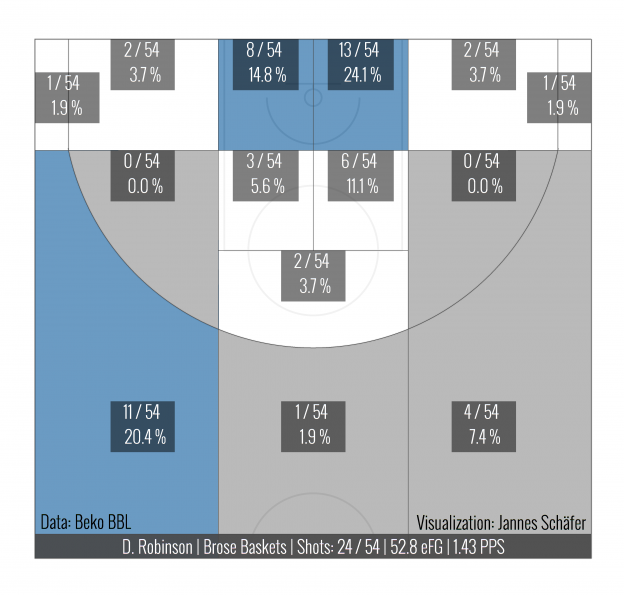 2 / 54
3.7 %
8 / 54
14.8 %
13 / 54
24.1 %
2 / 54
3.7 %
1 / 54
1.9 %
1 / 54
1.9 %
0 / 54
0.0 %
3 / 54
5.6 %
6 / 54
11.1 %
0 / 54
0.0 %
2 / 54
3.7 %
11 / 54
20.4 %
1 / 54
1.9 %
4 / 54
7.4 %
Data: Beko BBL
Visualization: Jannes Schäfer
D. Robinson | Brose Baskets | Shots: 24 / 54 | 52.8 eFG | 1.43 PPS